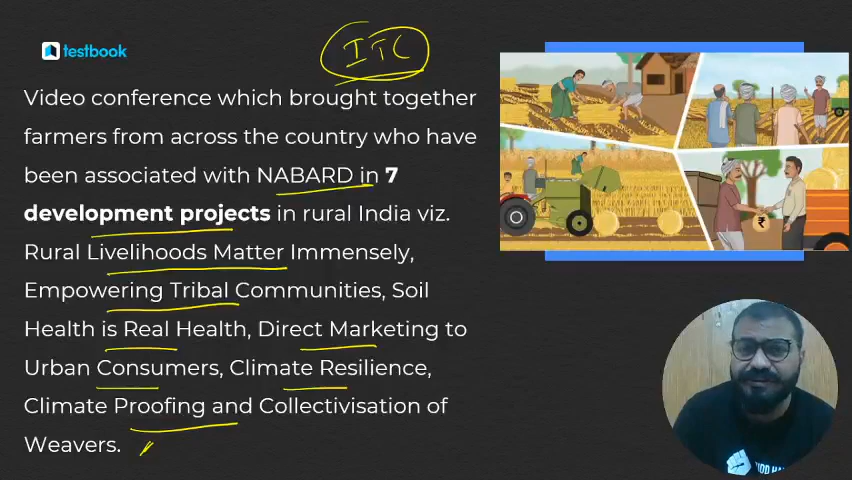 testbook
ITC
Video conference which brought together
farmers from across the country who have
been associated with NABARD in 7
development projects in rural India viz.
Rural Livelihoods Matter Immensely,
Empowering Tribal Communities, Soil
Health is Real Health, Direct Marketing to
Urban Consumers, Climate Resilience,
Climate Proofing and Collectivisation of
Weavers.
₹